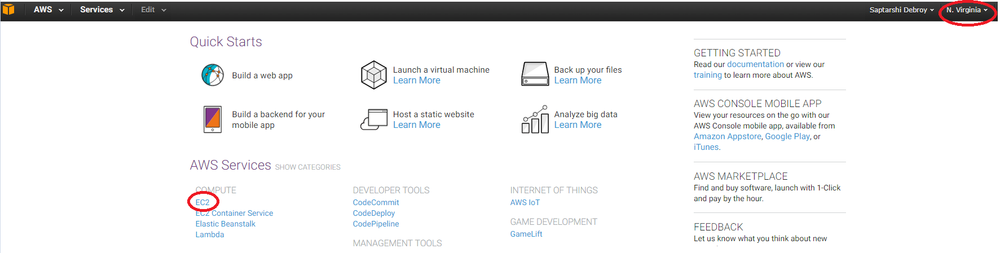 AWS Services Edit Saptarshi Debroy N. Virginia
Quick Starts
Build a web app
Launch a virtual machine
Learn More
Back up your files
Learn More
Build a backend for your
mobile app
Host a static website
Learn More
Analyze big data
Learn More
AWS Services SHOW CATEGORIES
COMPUTE
EC2
EC2 Container Service
Elastic Beanstalk
Lambda
DEVELOPER TOOLS
CodeCommit
CodeDeploy
CodePipeline
MANAGEMENT TOOLS
INTERNET OF THINGS
AWS IoT
GAME DEVELOPMENT
GameLift
GETTING STARTED
Read our documentation or view our
training to learn more about AWS.
AWS CONSOLE MOBILE APP
View your resources on the go with our
AWS Console mobile app, available from
Amazon Appstore, Google Play, or
iTunes.
AWS MARKETPLACE
Find and buy software, launch with 1-Click
and pay by the hour.
FEEDBACK
Let us know what you think about new